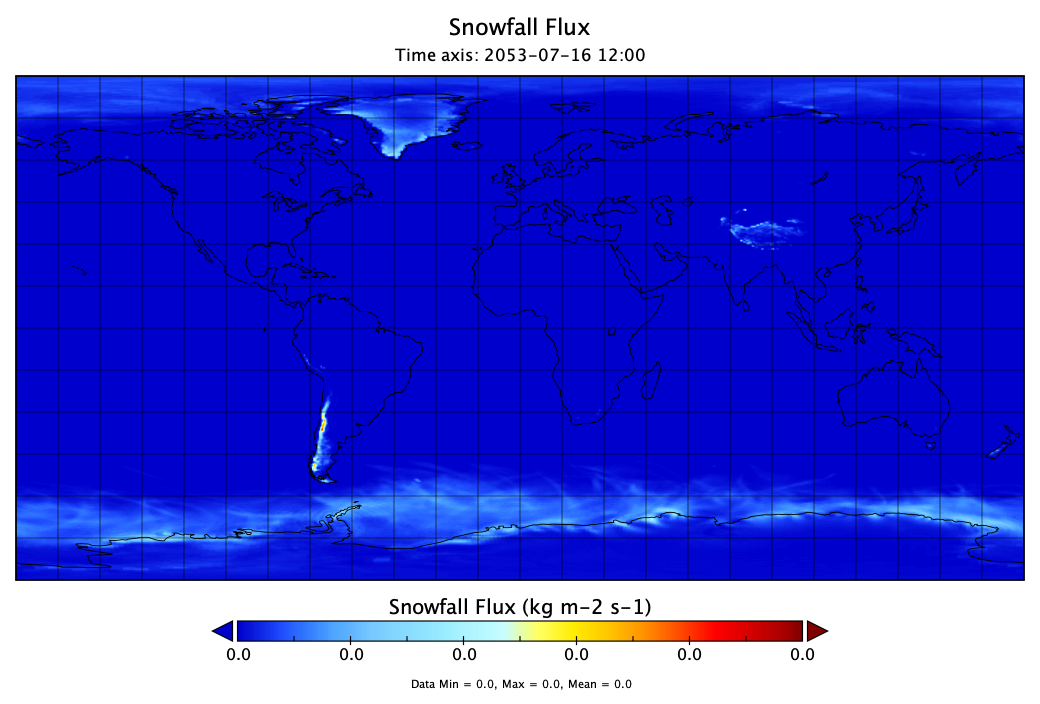 Snowfall Flux
Time axis: 2053-07-16 12:00
Snowfall Flux (kg m-2 s-1)
0.0 0.0 0.0 0.0 0.0 0.0
Data Min = 0.0, Max = 0.0, Mean = 0.0